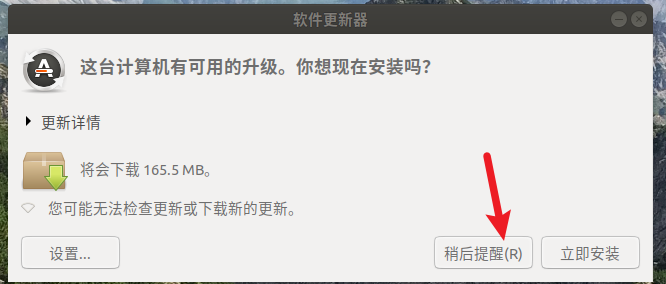 软件更新器
这台计算机有可用的升级。你想现在安装吗?
更新详情
将会下载 165.5 MB。
您可能无法检查更新或下载新的更新。
设置... 稍后提醒(R) 立即安装